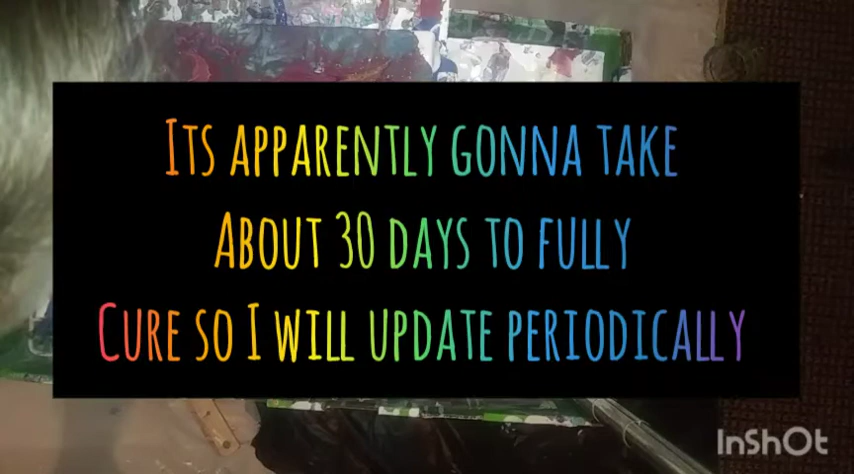 Its apparently gonna take
About 30 days to fully
Cure so I will update periodically
InShOt